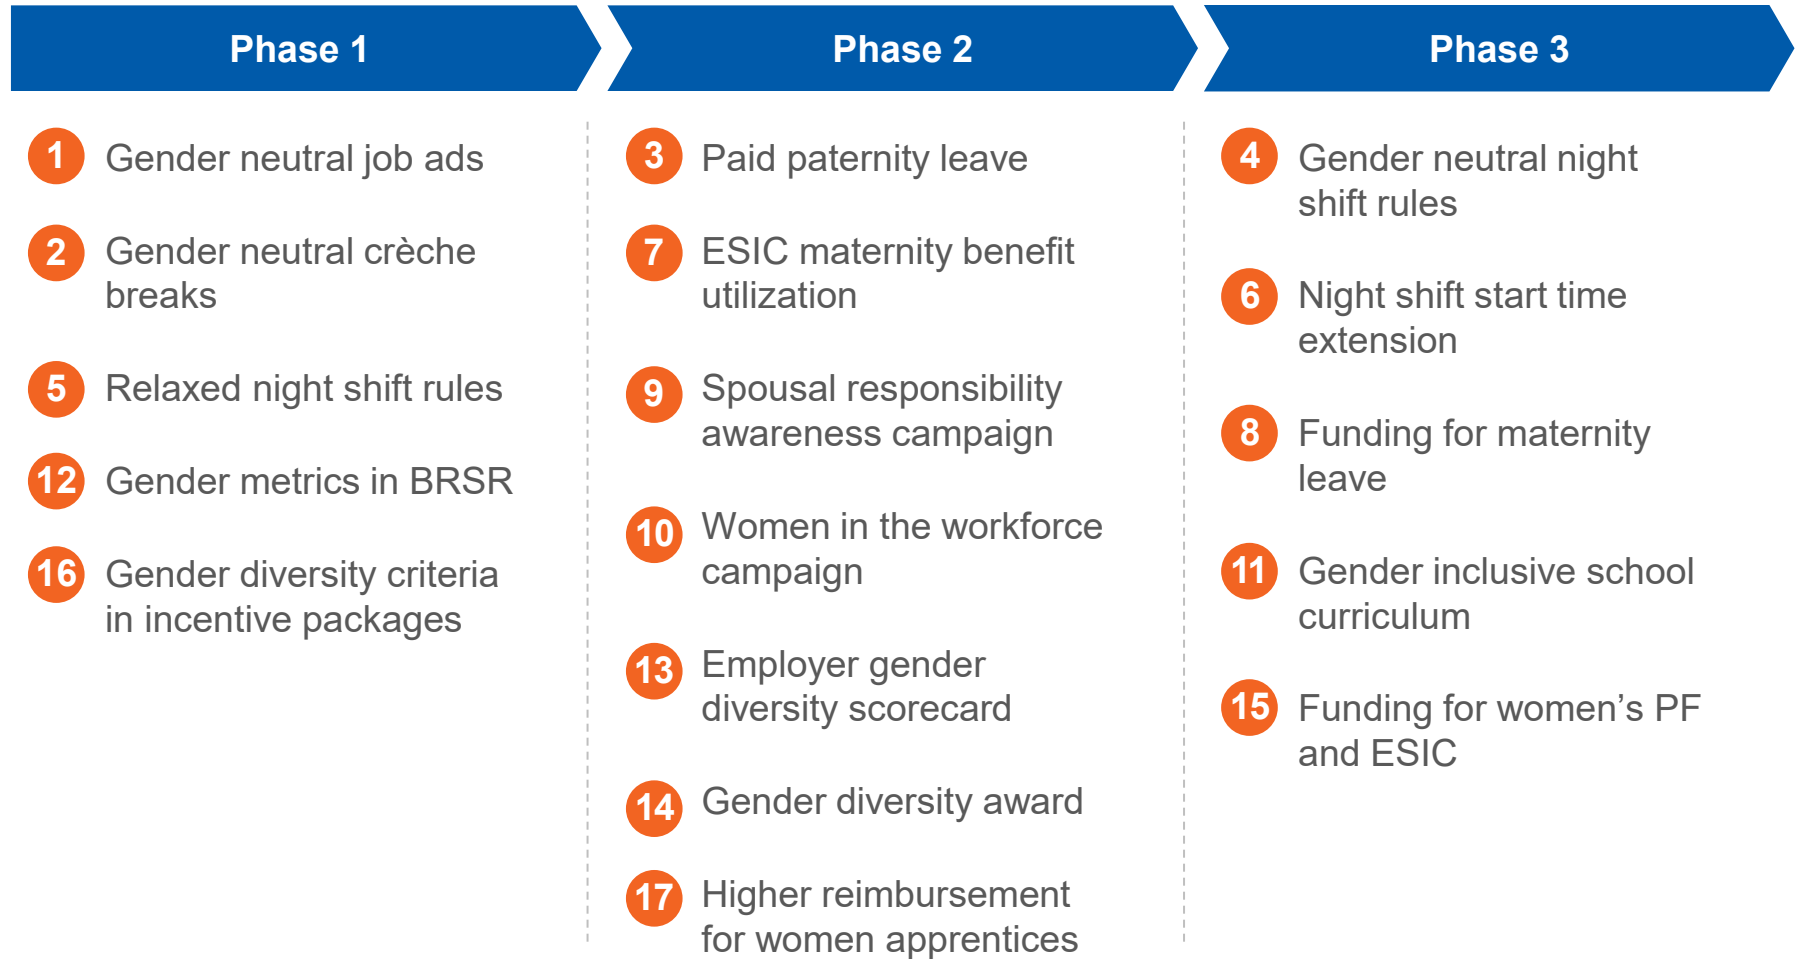 Phase 1
1 Gender neutral job ads
2 Gender neutral crèche
breaks
5 Relaxed night shift rules
12 Gender metrics in BRSR
16 Gender diversity criteria
in incentive packages
Phase 2
3 Paid paternity leave
7 ESIC maternity benefit
utilization
9 Spousal responsibility
awareness campaign
10 Women in the workforce
campaign
13 Employer gender
diversity scorecard
14 Gender diversity award
17 Higher reimbursement
for women apprentices
Phase 3
4 Gender neutral night
shift rules
6 Night shift start time
extension
8 Funding for maternity
leave
11 Gender inclusive school
curriculum
15 Funding for women’s PF
and ESIC